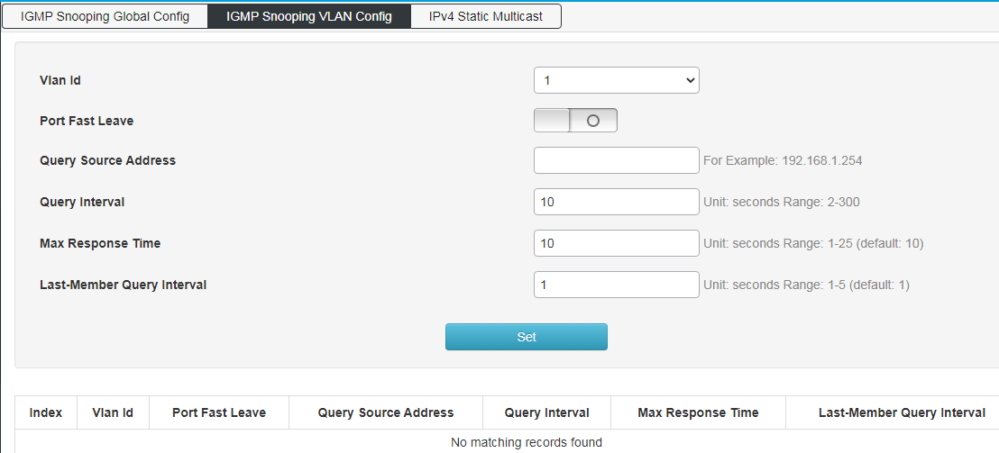 IGMP Snooping Global Config IGMP Snooping VLAN Config IPv4 Static Multicast
Vlan Id 1
Port Fast Leave
Query Source Address For Example: 192.168.1.254
Query Interval 10 Unit: seconds Range: 2-300
Max Response Time 10 Unit: seconds Range: 1-25 (default: 10)
Last-Member Query Interval 1 Unit: seconds Range: 1-5 (default: 1)
Set
Index Vlan Id Port Fast Leave Query Source Address Query Interval Max Response Time Last-Member Query Interval
No matching records found